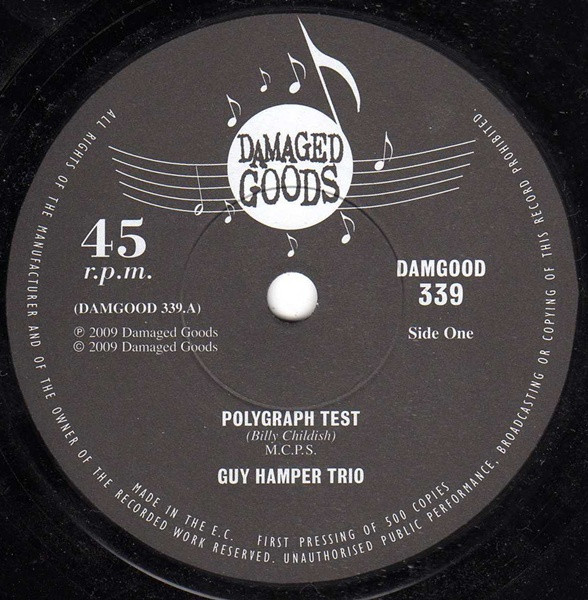 DAMAGED
GOODS
45
r.p.m.
(DAMGOOD 339.A)
℗ 2009 Damaged Goods
© 2009 Damaged Goods
DAMGOOD
339
Side One
POLYGRAPH TEST
(Billy Childish)
M.C.P.S.
GUY HAMPER TRIO
MADE IN THE E.C. FIRST PRESSING OF 500 COPIES
ALL RIGHTS OF THE MANUFACTURER AND OF THE OWNER OF THE RECORDED WORK RESERVED. UNAUTHORISED PUBLIC PERFORMANCE, BROADCASTING OR COPYING OF THIS RECORD PROHIBITED.